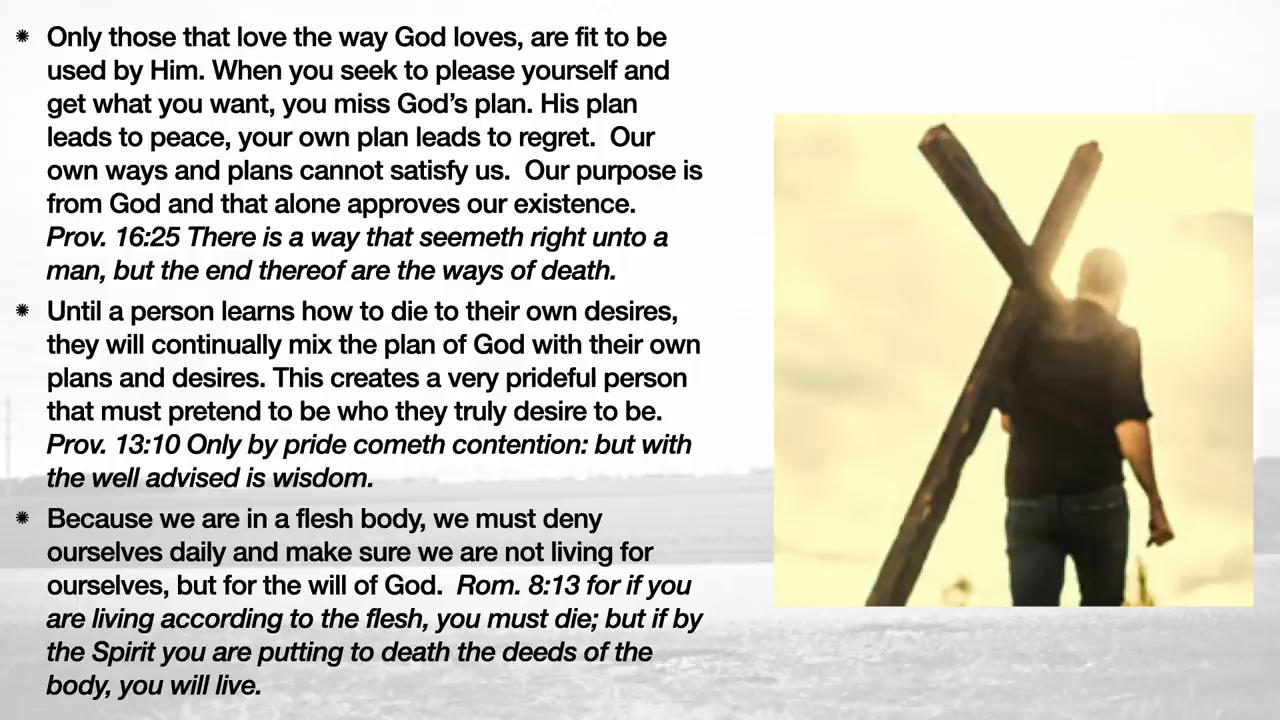 * Only those that love the way God loves, are fit to be
used by Him. When you seek to please yourself and
get what you want, you miss God’s plan. His plan
leads to peace, your own plan leads to regret.  Our
own ways and plans cannot satisfy us.  Our purpose is
from God and that alone approves our existence.
Prov. 16:25 There is a way that seemeth right unto a
man, but the end thereof are the ways of death.
* Until a person learns how to die to their own desires,
they will continually mix the plan of God with their own
plans and desires. This creates a very prideful person
that must pretend to be who they truly desire to be.
Prov. 13:10 Only by pride cometh contention: but with
the well advised is wisdom.
* Because we are in a flesh body, we must deny
ourselves daily and make sure we are not living for
ourselves, but for the will of God.  Rom. 8:13 for if you
are living according to the flesh, you must die; but if by
the Spirit you are putting to death the deeds of the
body, you will live.